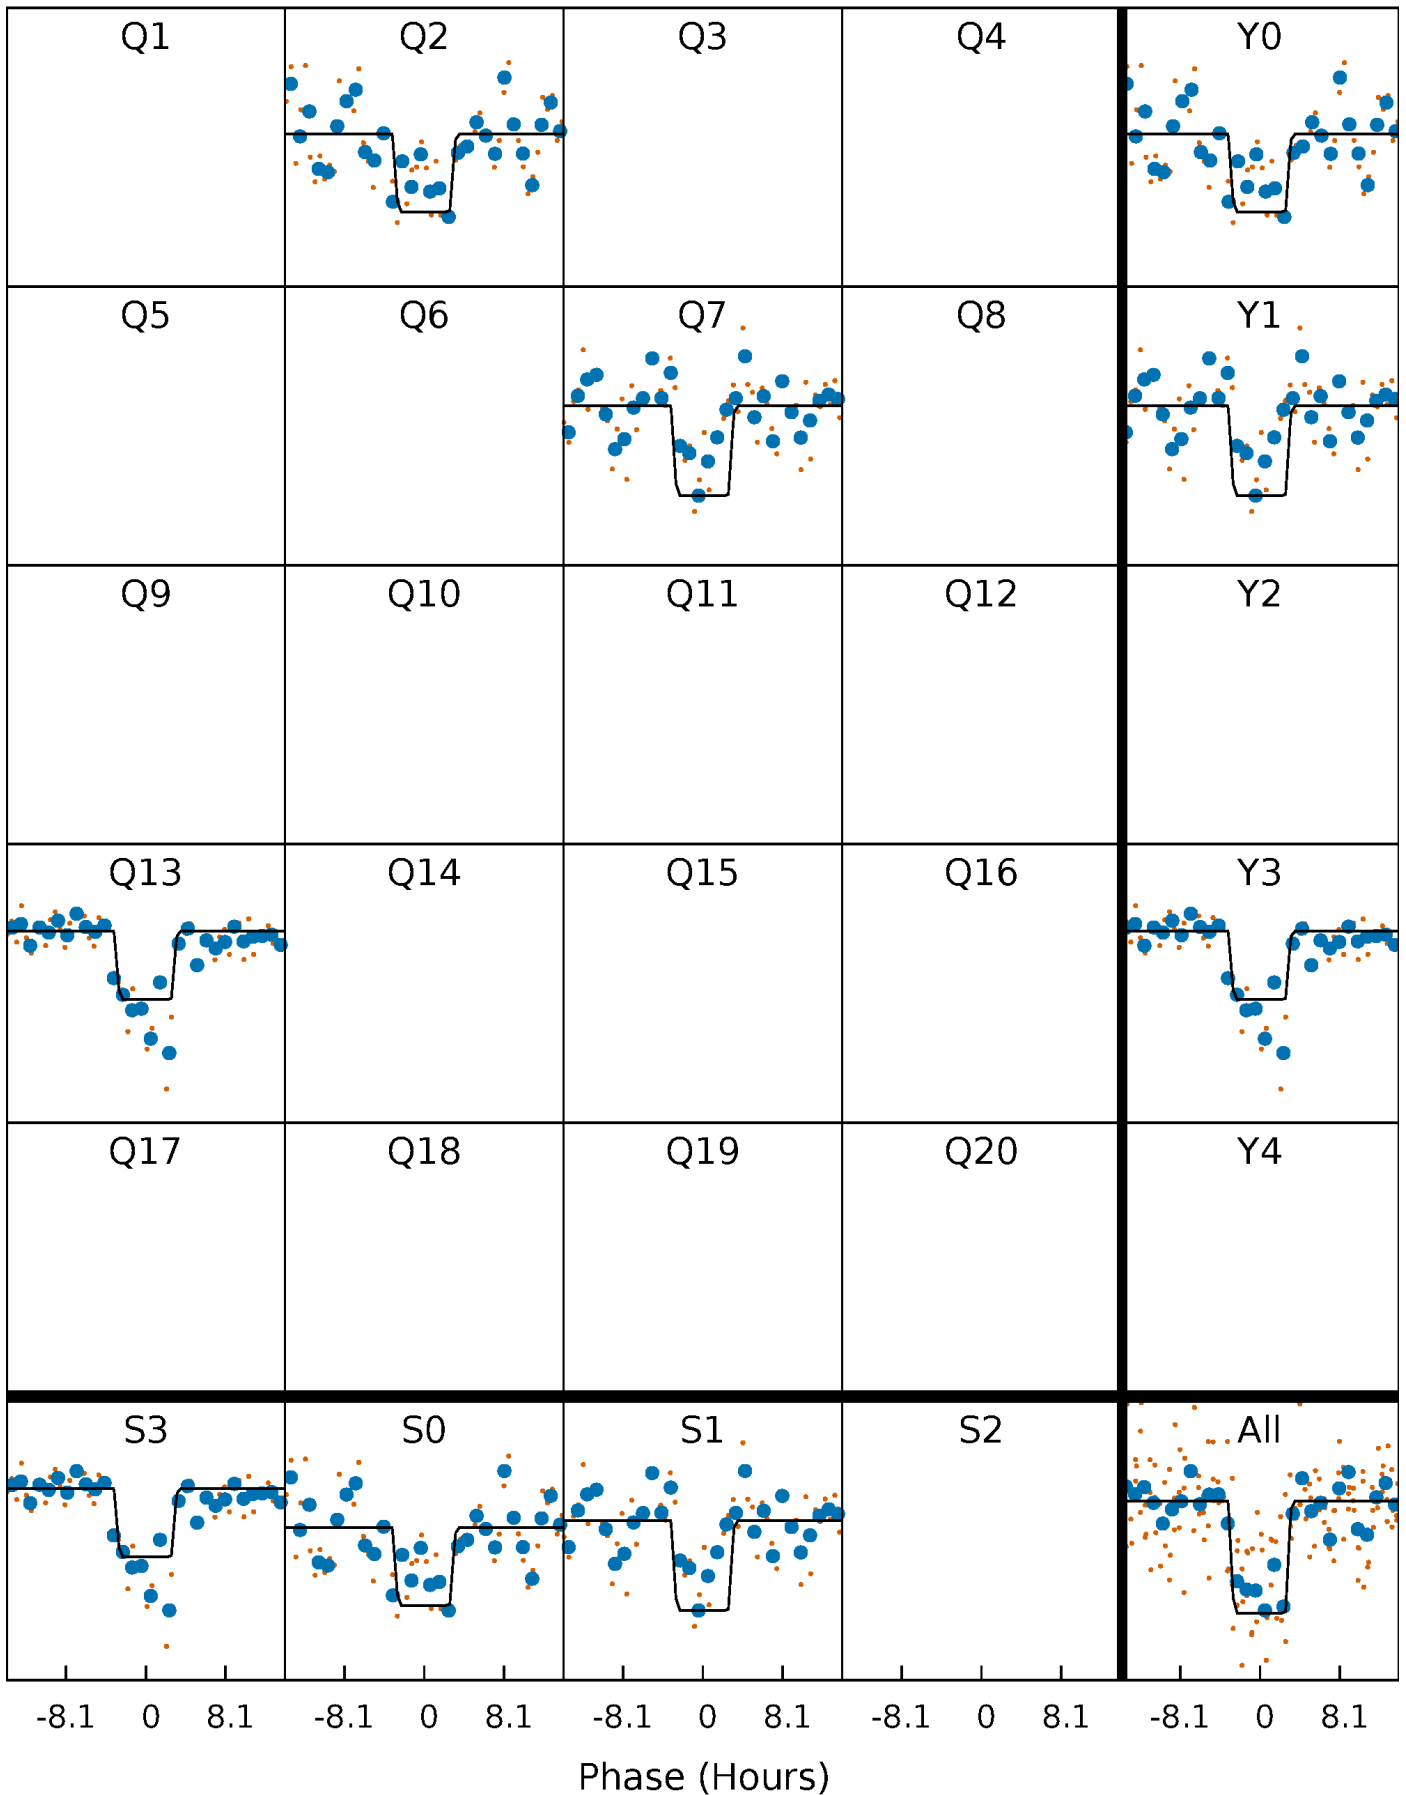 Q1 Q2 Q3 Q4 Y0
Q5 Q6 Q7 Q8 Y1
Q9 Q10 Q11 Q12 Y2
Q13 Q14 Q15 Q16 Y3
Q17 Q18 Q19 Q20 Y4
S3 S0 S1 S2 All
-8.1 0 8.1 -8.1 0 8.1 -8.1 0 8.1 -8.1 0 8.1 -8.1 0 8.1
Phase (Hours)